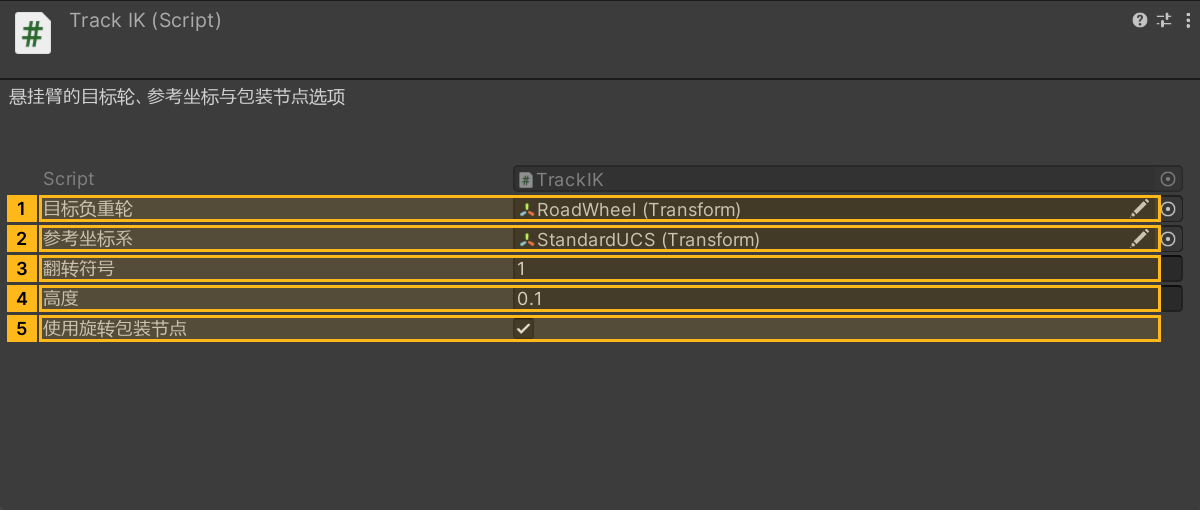 Track IK (Script)
悬挂臂的目标轮、参考坐标与包装节点选项
Script TrackIK
1 目标负重轮 RoadWheel (Transform)
2 参考坐标系 StandardUCS (Transform)
3 翻转符号 1
4 高度 0.1
5 使用旋转包装节点